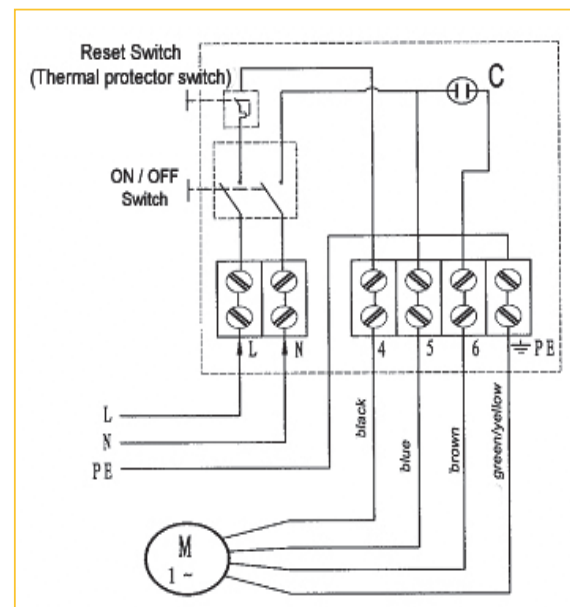 Reset Switch
(Thermal protector switch)
C
ON / OFF
Switch
L N 4 5 6 PE
L
N
PE
black
blue
brown
green/yellow
M
1 ~